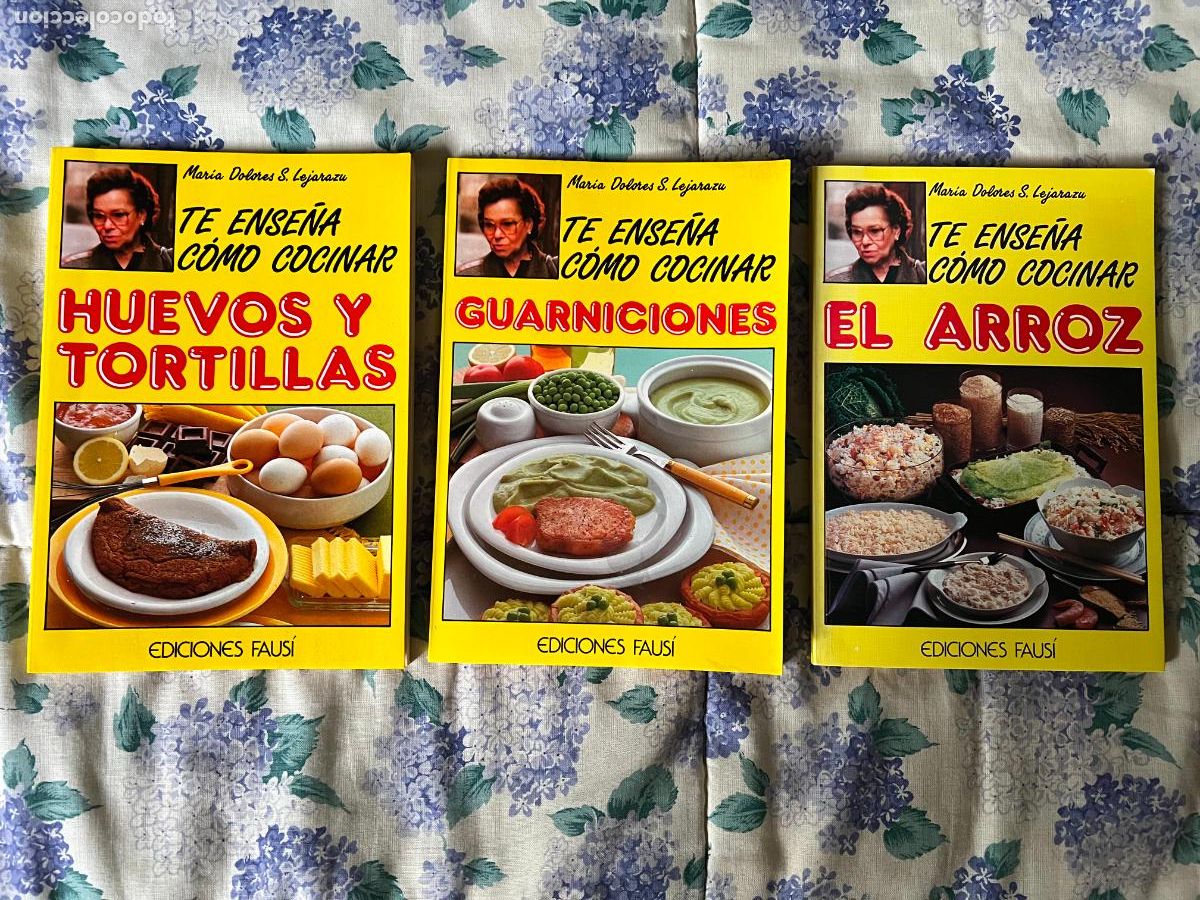 todocoleccion
María Dolores S. Lejarazu
TE ENSEÑA
CÓMO COCINAR
HUEVOS Y
TORTILLAS
EDICIONES FAUSÍ
María Dolores S. Lejarazu
TE ENSEÑA
CÓMO COCINAR
GUARNICIONES
EDICIONES FAUSÍ
María Dolores S. Lejarazu
TE ENSEÑA
CÓMO COCINAR
EL ARROZ
EDICIONES FAUSÍ